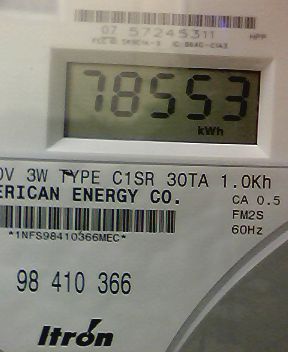 07 57245311
78553
kWh
0V 3W TYPE C1SR 30TA 1.0Kh
ERICAN ENERGY CO.
CA 0.5
FM2S
60Hz
*1NFS98410366MEC*
98 410 366
Itrón